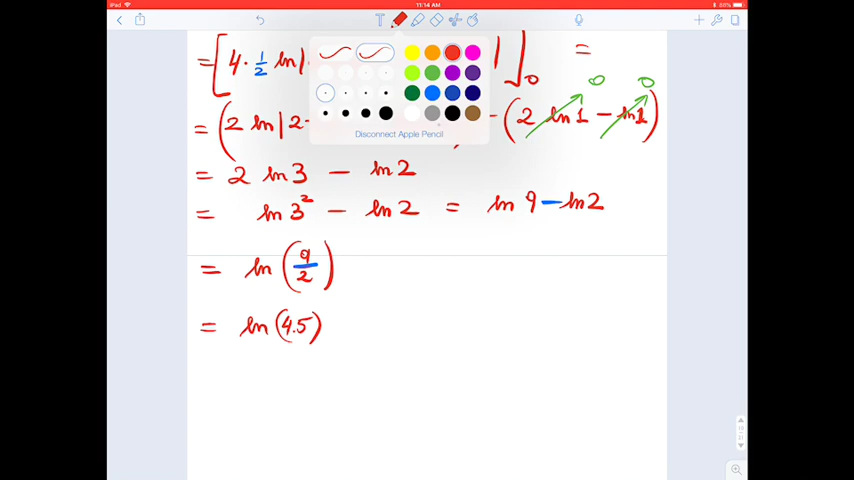 iPad 11:14 AM 80%
T
= [4 · 1/2 ln| | ]₀ =
0 0
= (2 ln|2 - (2 ln 1 - ln 1)
= 2 ln 3 - ln 2
= ln 3² - ln 2 = ln 9 - ln 2
= ln (9/2)
= ln (4.5)
Disconnect Apple Pencil